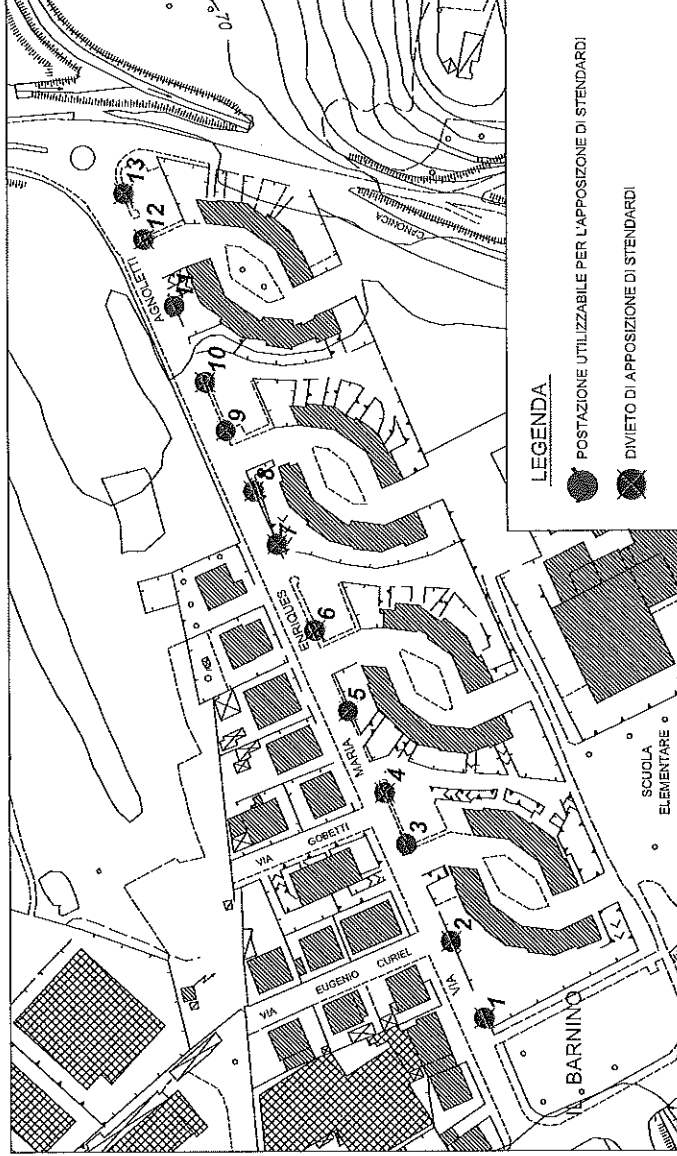 70
13
12
AGNOLETTI
11
CANONICA
10
9
8
7
ENRIQUES
6
5
MARIA
4
3
VIA GOBETTI
2
VIA EUGENIO CURIEL
VIA
1
IL BARNINO
SCUOLA
ELEMENTARE
LEGENDA
POSTAZIONE UTILIZZABILE PER L'APPOSIZONE DI STENDARDI
DIVIETO DI APPOSIZIONE DI STENDARDI